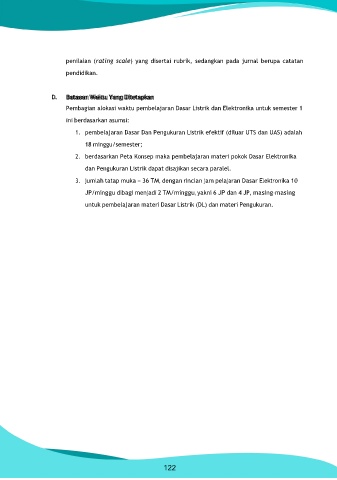 penilaian (rating scale) yang disertai rubrik, sedangkan pada jurnal berupa catatan
pendidikan.
D. Batasan Waktu Yang Ditetapkan
Pembagian alokasi waktu pembelajaran Dasar Listrik dan Elektronika untuk semester 1
ini berdasarkan asumsi:
1. pembelajaran Dasar Dan Pengukuran Listrik efektif (diluar UTS dan UAS) adalah
18 minggu/semester;
2. berdasarkan Peta Konsep maka pembelajaran materi pokok Dasar Elektronika
dan Pengukuran Listrik dapat disajikan secara paralel.
3. jumlah tatap muka = 36 TM, dengan rincian jam pelajaran Dasar Elektronika 10
JP/minggu dibagi menjadi 2 TM/minggu, yakni 6 JP dan 4 JP, masing-masing
untuk pembelajaran materi Dasar Listrik (DL) dan materi Pengukuran.
122